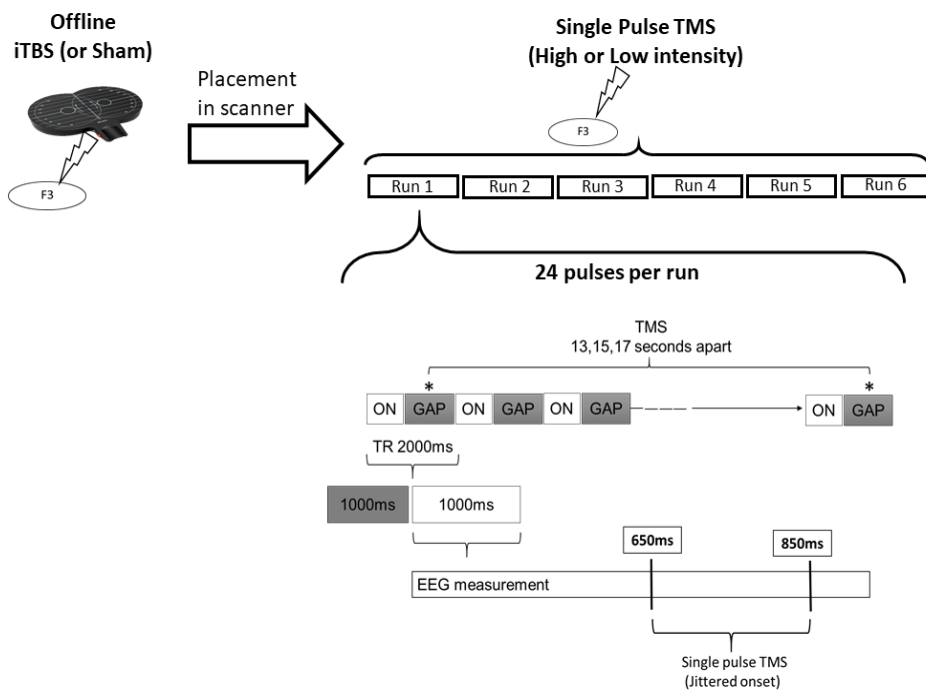 Offline
iTBS (or Sham)
F3
Placement
in scanner
Single Pulse TMS
(High or Low intensity)
F3
Run 1
Run 2
Run 3
Run 4
Run 5
Run 6
24 pulses per run
TMS
13,15,17 seconds apart
*
*
ON
GAP
ON
GAP
ON
GAP
ON
GAP
TR 2000ms
1000ms
1000ms
650ms
850ms
EEG measurement
Single pulse TMS
(Jittered onset)